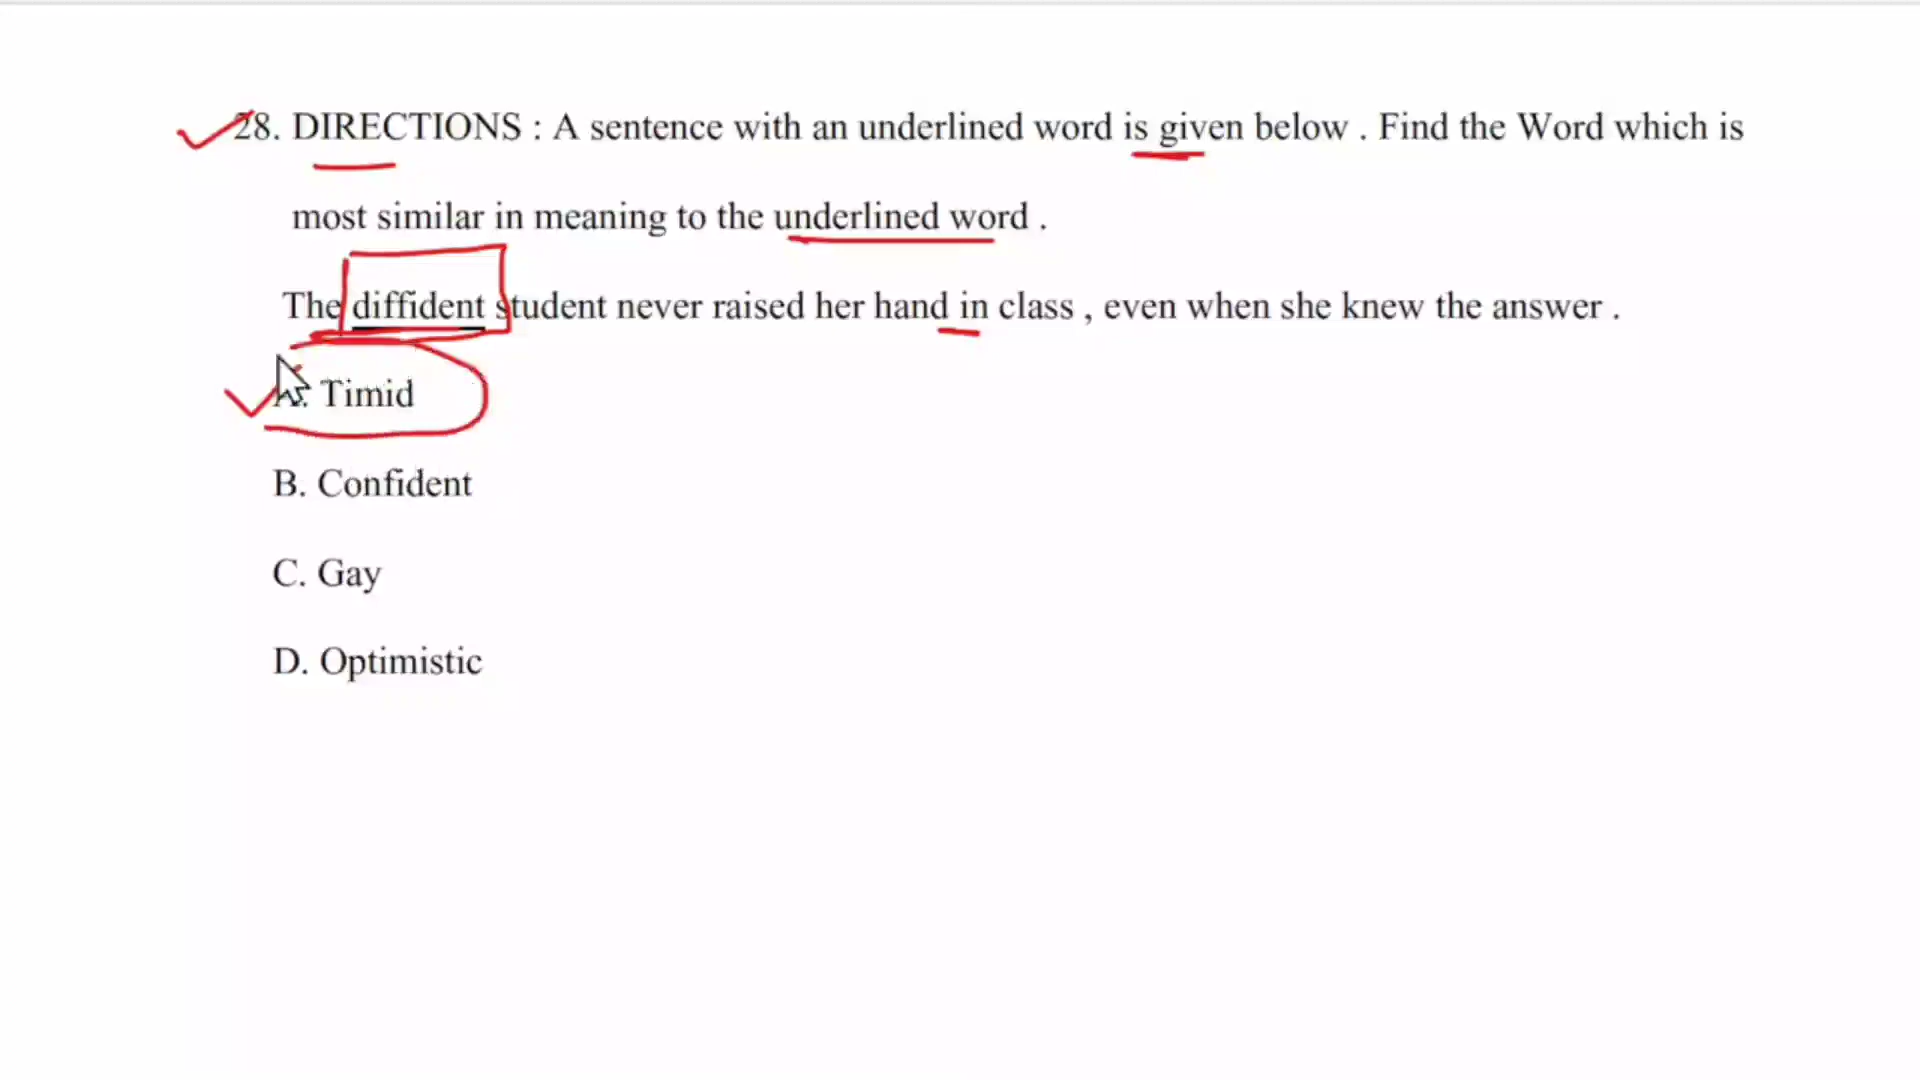 28. DIRECTIONS : A sentence with an underlined word is given below . Find the Word which is
most similar in meaning to the underlined word .
The diffident student never raised her hand in class , even when she knew the answer .
A. Timid
B. Confident
C. Gay
D. Optimistic